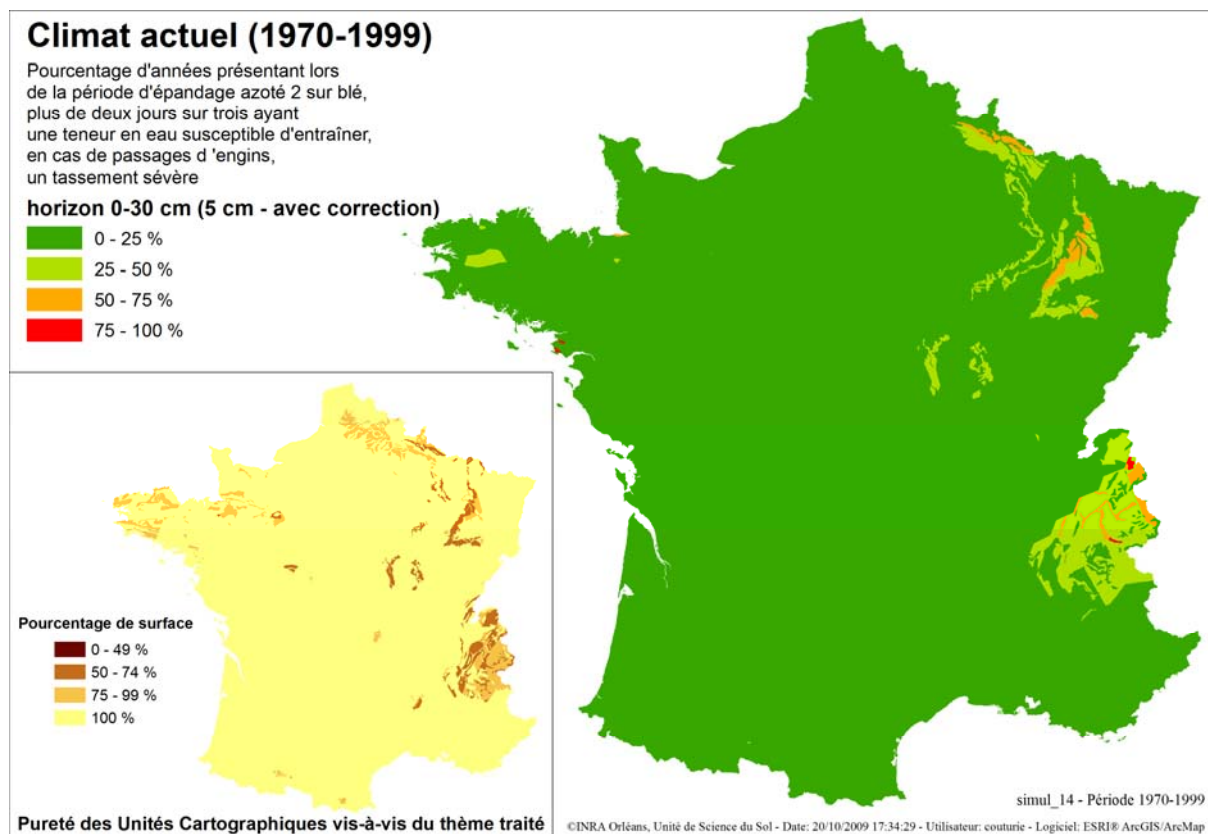 Climat actuel (1970-1999)
Pourcentage d'années présentant lors
de la période d'épandage azoté 2 sur blé,
plus de deux jours sur trois ayant
une teneur en eau susceptible d'entraîner,
en cas de passages d 'engins,
un tassement sévère
horizon 0-30 cm (5 cm - avec correction)
0 - 25 %
25 - 50 %
50 - 75 %
75 - 100 %
Pourcentage de surface
0 - 49 %
50 - 74 %
75 - 99 %
100 %
Pureté des Unités Cartographiques vis-à-vis du thème traité
simul_14 - Période 1970-1999
©INRA Orléans, Unité de Science du Sol - Date: 20/10/2009 17:34:29 - Utilisateur: couturie - Logiciel: ESRI® ArcGIS/ArcMap